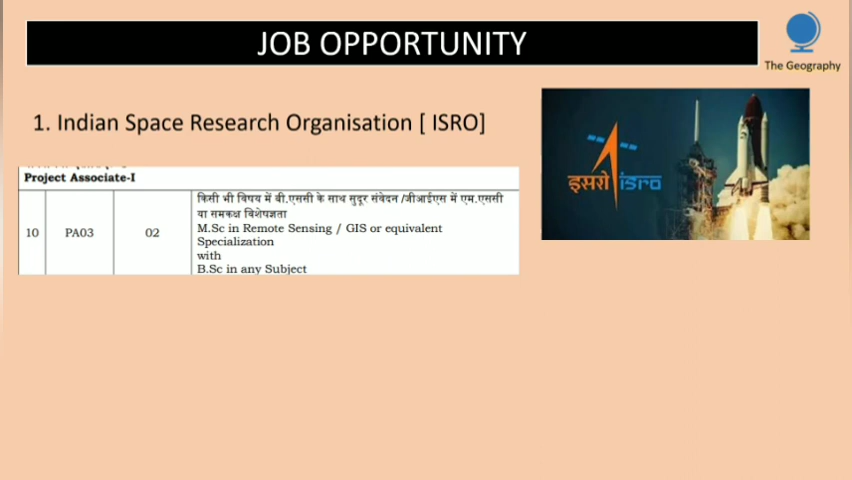 JOB OPPORTUNITY
The Geography
1. Indian Space Research Organisation [ ISRO]
इसरो isro
Project Associate-I
किसी भी विषय में बी.एससी के साथ सुदूर संवेदन /जीआईएस में एम.एससी
या समकक्ष विशेषज्ञता
10 PA03 02 M.Sc in Remote Sensing / GIS or equivalent
Specialization
with
B.Sc in any Subject